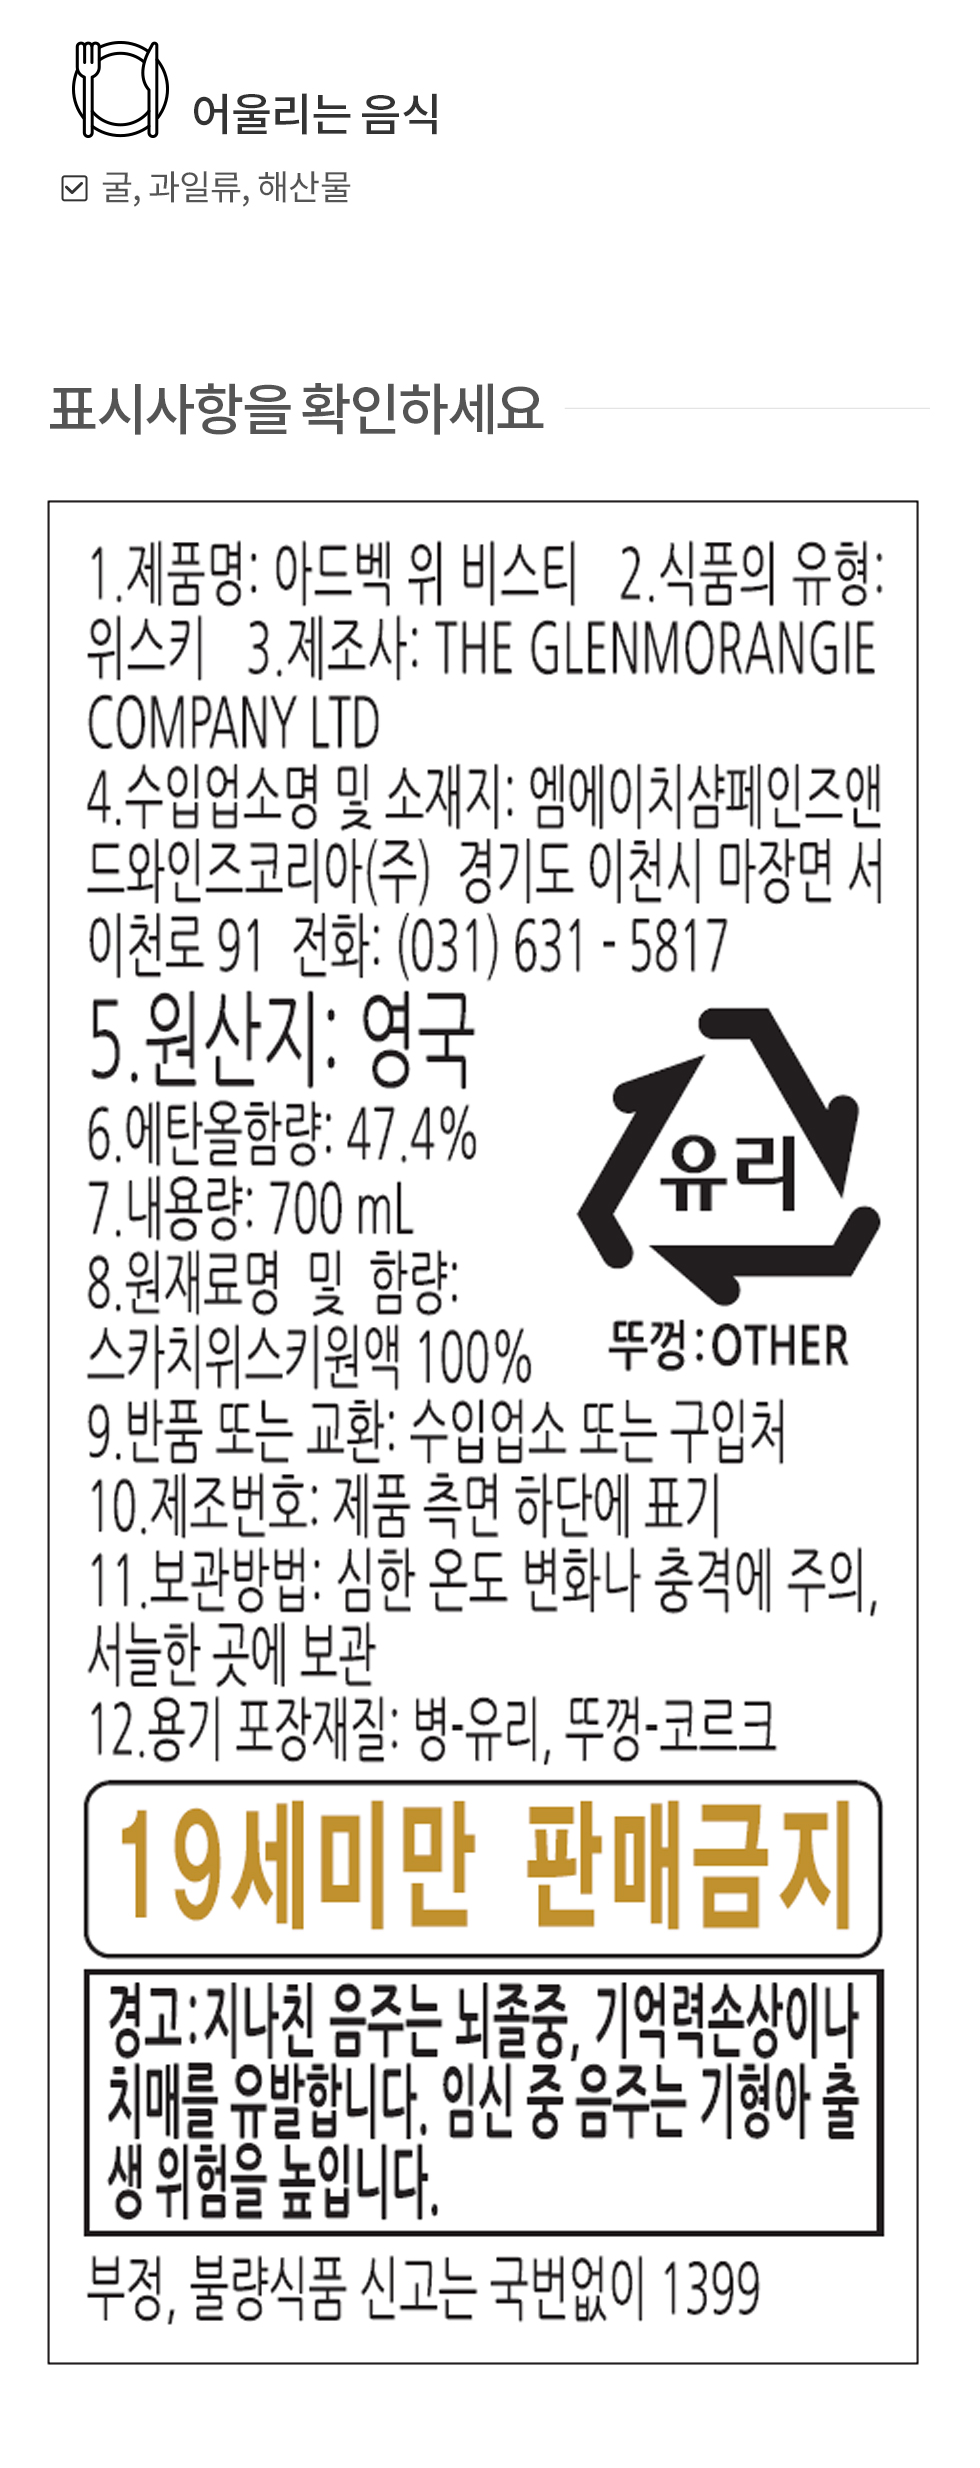 어울리는 음식
굴, 과일류, 해산물
표시사항을 확인하세요
1.제품명: 아드벡 위 비스티 2.식품의 유형:
위스키 3.제조사: THE GLENMORANGIE
COMPANY LTD
4.수입업소명 및 소재지: 엠에이치샴페인즈앤
드와인즈코리아(주) 경기도 이천시 마장면 서
이천로 91 전화: (031) 631 - 5817
5.원산지: 영국
6.에탄올함량: 47.4%
7.내용량: 700 mL
8.원재료명 및 함량:
스카치위스키원액 100%
유리
뚜껑:OTHER
9.반품 또는 교환: 수입업소 또는 구입처
10.제조번호: 제품 측면 하단에 표기
11.보관방법: 심한 온도 변화나 충격에 주의,
서늘한 곳에 보관
12.용기 포장재질: 병-유리, 뚜껑-코르크
19세미만 판매금지
경고:지나친 음주는 뇌졸중, 기억력손상이나
치매를 유발합니다. 임신 중 음주는 기형아 출
생 위험을 높입니다.
부정, 불량식품 신고는 국번없이 1399